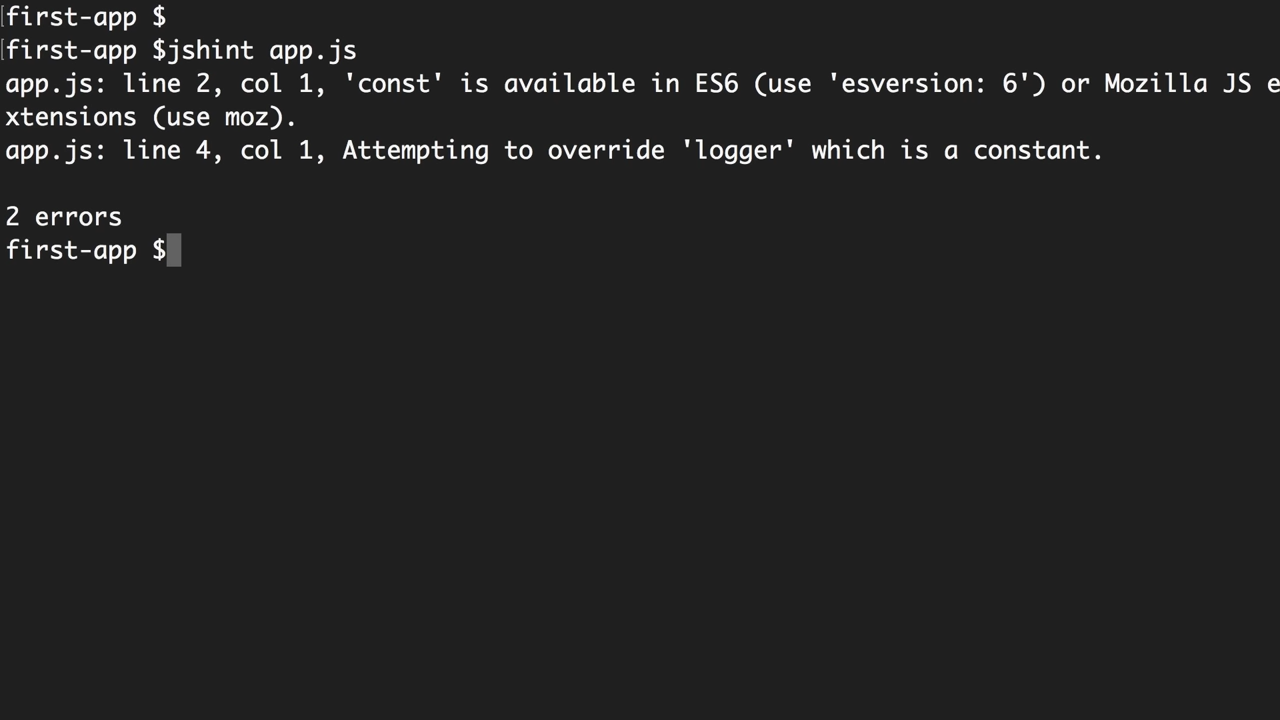 first-app $
first-app $jshint app.js
app.js: line 2, col 1, 'const' is available in ES6 (use 'esversion: 6') or Mozilla JS e
xtensions (use moz).
app.js: line 4, col 1, Attempting to override 'logger' which is a constant.
2 errors
first-app $